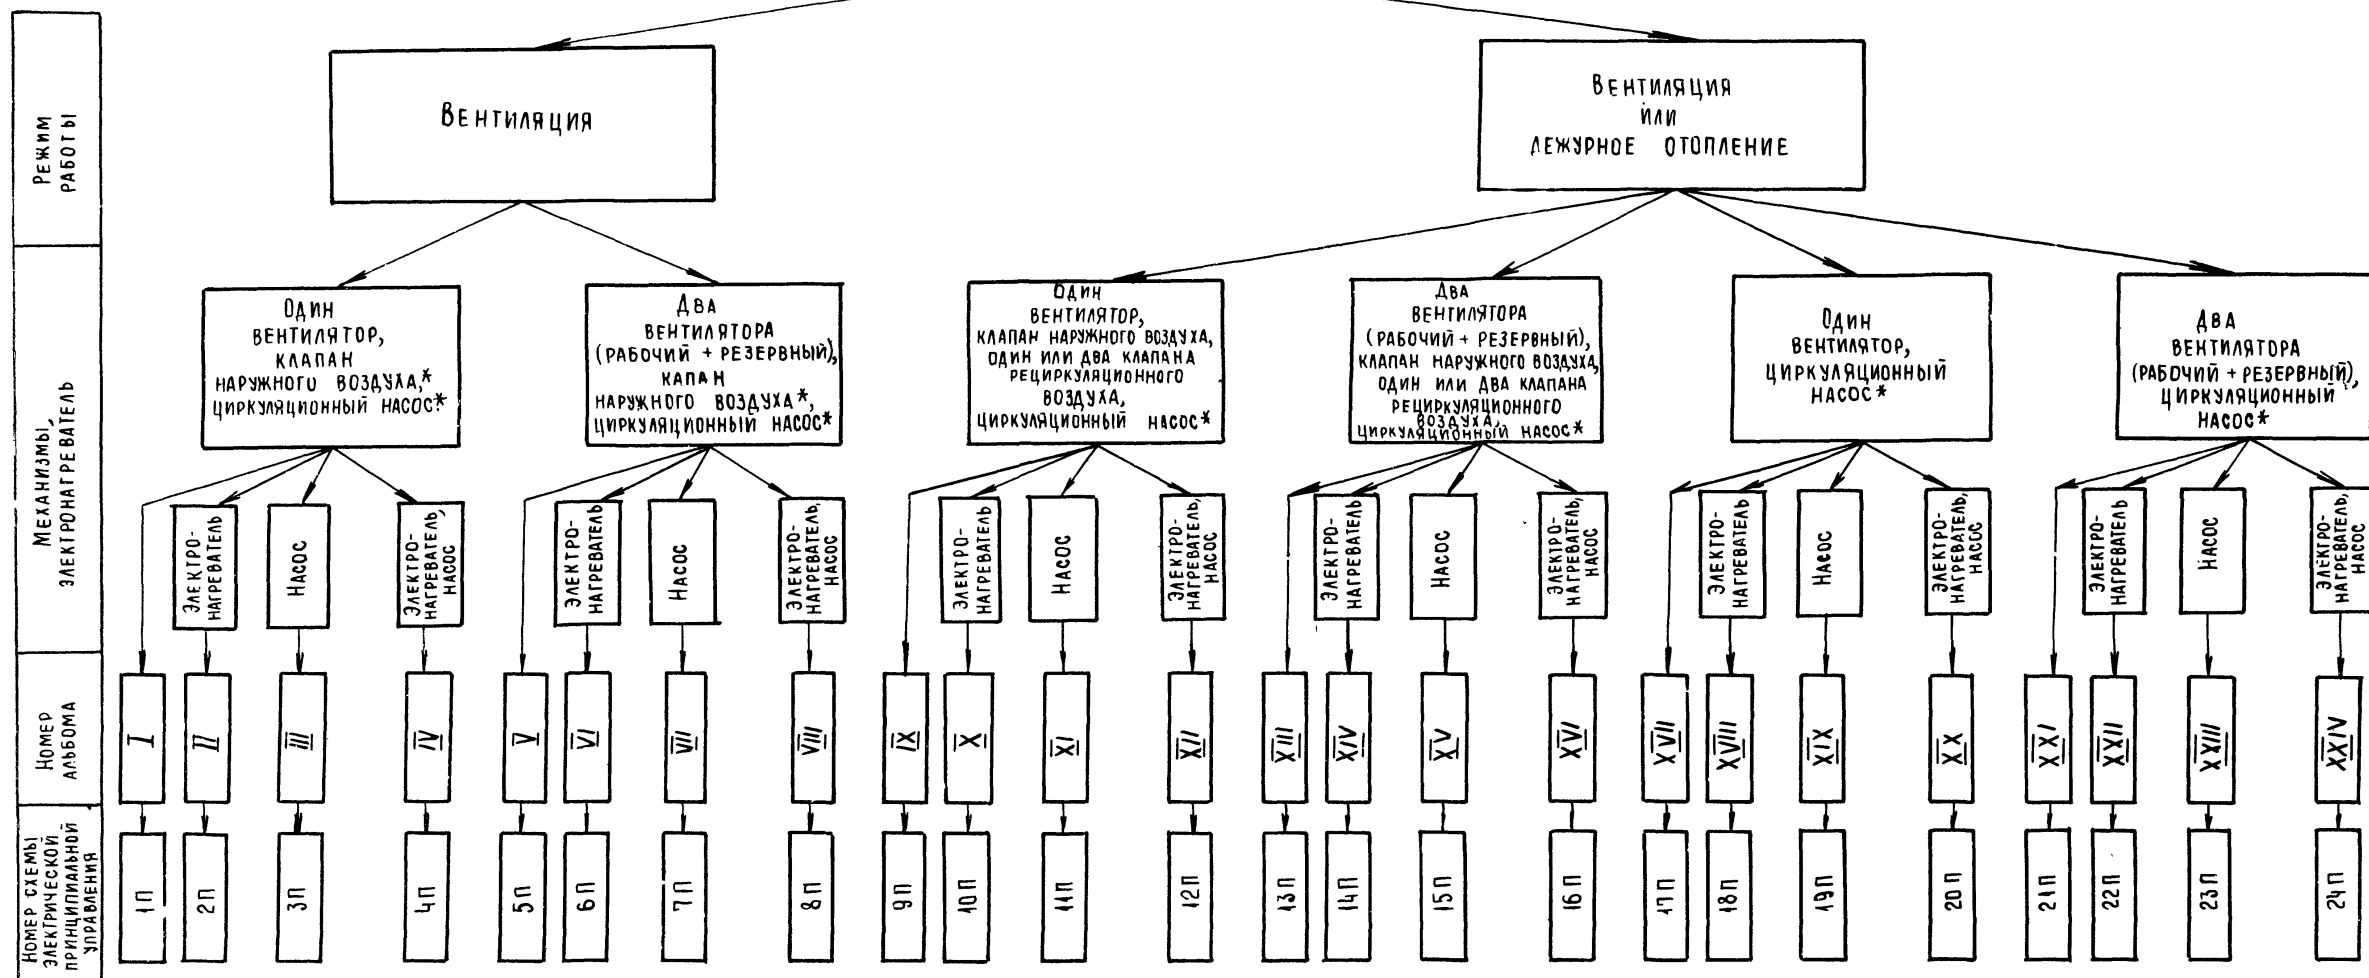 РЕЖИМ
РАБОТЫ
ВЕНТИЛЯЦИЯ
ВЕНТИЛЯЦИЯ
ИЛИ
ДЕЖУРНОЕ ОТОПЛЕНИЕ
МЕХАНИЗМЫ,
ЭЛЕКТРОНАГРЕВАТЕЛЬ
ОДИН
ВЕНТИЛЯТОР,
КЛАПАН
НАРУЖНОГО ВОЗДУХА,*
ЦИРКУЛЯЦИОННЫЙ НАСОС*
ДВА
ВЕНТИЛЯТОРА
(РАБОЧИЙ + РЕЗЕРВНЫЙ),
КАПАН
НАРУЖНОГО ВОЗДУХА*,
ЦИРКУЛЯЦИОННЫЙ НАСОС*
ОДИН
ВЕНТИЛЯТОР,
КЛАПАН НАРУЖНОГО ВОЗДУХА,
ОДИН ИЛИ ДВА КЛАПАНА
РЕЦИРКУЛЯЦИОННОГО
ВОЗДУХА,
ЦИРКУЛЯЦИОННЫЙ НАСОС*
ДВА
ВЕНТИЛЯТОРА
(РАБОЧИЙ + РЕЗЕРВНЫЙ),
КЛАПАН НАРУЖНОГО ВОЗДУХА,
ОДИН ИЛИ ДВА КЛАПАНА
РЕЦИРКУЛЯЦИОННОГО
ВОЗДУХА,
ЦИРКУЛЯЦИОННЫЙ НАСОС*
ОДИН
ВЕНТИЛЯТОР,
ЦИРКУЛЯЦИОННЫЙ
НАСОС*
ДВА
ВЕНТИЛЯТОРА
(РАБОЧИЙ + РЕЗЕРВНЫЙ),
ЦИРКУЛЯЦИОННЫЙ
НАСОС*
ЭЛЕКТРО-
НАГРЕВАТЕЛЬ
НАСОС
ЭЛЕКТРО-
НАГРЕВАТЕЛЬ,
НАСОС
ЭЛЕКТРО-
НАГРЕВАТЕЛЬ
НАСОС
ЭЛЕКТРО-
НАГРЕВАТЕЛЬ,
НАСОС
ЭЛЕКТРО-
НАГРЕВАТЕЛЬ
НАСОС
ЭЛЕКТРО-
НАГРЕВАТЕЛЬ,
НАСОС
ЭЛЕКТРО-
НАГРЕВАТЕЛЬ
НАСОС
ЭЛЕКТРО-
НАГРЕВАТЕЛЬ,
НАСОС
ЭЛЕКТРО-
НАГРЕВАТЕЛЬ
НАСОС
ЭЛЕКТРО-
НАГРЕВАТЕЛЬ,
НАСОС
ЭЛЕКТРО-
НАГРЕВАТЕЛЬ
НАСОС
ЭЛЕКТРО-
НАГРЕВАТЕЛЬ,
НАСОС
НОМЕР
АЛЬБОМА
I
II
III
IV
V
VI
VII
VIII
IX
X
XI
XII
XIII
XIV
XV
XVI
XVII
XVIII
XIX
XX
XXI
XXII
XXIII
XXIV
НОМЕР СХЕМЫ
ЭЛЕКТРИЧЕСКОЙ
ПРИНЦИПИАЛЬНОЙ
УПРАВЛЕНИЯ
1П
2П
3П
4П
5П
6П
7П
8П
9П
10П
11П
12П
13П
14П
15П
16П
17П
18П
19П
20П
21П
22П
23П
24П